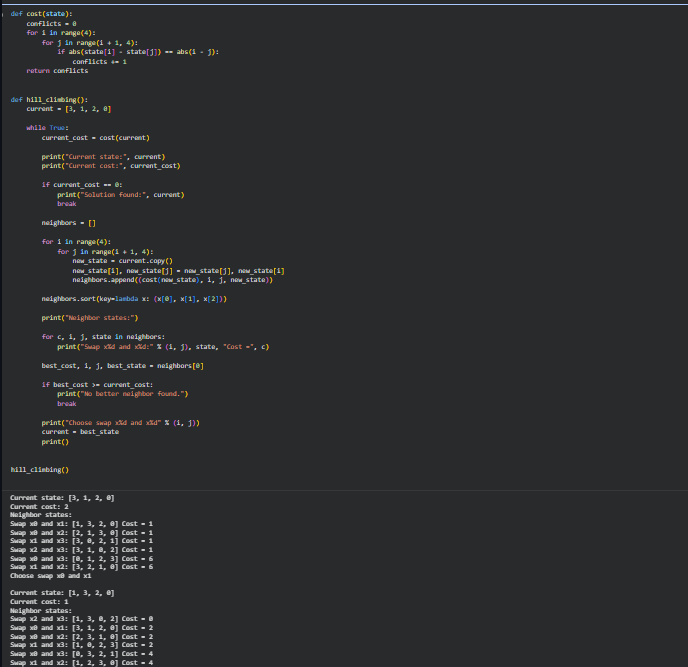 def cost(state):
    conflicts = 0
    for i in range(4):
        for j in range(i + 1, 4):
            if abs(state[i] - state[j]) == abs(i - j):
                conflicts += 1
    return conflicts
def hill_climbing():
    current = [3, 1, 2, 0]
    while True:
        current_cost = cost(current)
        print("Current state:", current)
        print("Current cost:", current_cost)
        if current_cost == 0:
            print("Solution found:", current)
            break
        neighbors = []
        for i in range(4):
            for j in range(i + 1, 4):
                new_state = current.copy()
                new_state[i], new_state[j] = new_state[j], new_state[i]
                neighbors.append((cost(new_state), i, j, new_state))
        neighbors.sort(key=lambda x: (x[0], x[1], x[2]))
        print("Neighbor states:")
        for c, i, j, state in neighbors:
            print("Swap x%d and x%d:" % (i, j), state, "Cost =", c)
        best_cost, i, j, best_state = neighbors[0]
        if best_cost >= current_cost:
            print("No better neighbor found.")
            break
        print("Choose swap x%d and x%d" % (i, j))
        current = best_state
        print()
hill_climbing()
Current state: [3, 1, 2, 0]
Current cost: 2
Neighbor states:
Swap x0 and x1: [1, 3, 2, 0] Cost = 1
Swap x0 and x2: [2, 1, 3, 0] Cost = 1
Swap x1 and x3: [3, 0, 2, 1] Cost = 1
Swap x2 and x3: [3, 1, 0, 2] Cost = 1
Swap x0 and x3: [0, 1, 2, 3] Cost = 6
Swap x1 and x2: [3, 2, 1, 0] Cost = 6
Choose swap x0 and x1
Current state: [1, 3, 2, 0]
Current cost: 1
Neighbor states:
Swap x2 and x3: [1, 3, 0, 2] Cost = 0
Swap x0 and x1: [3, 1, 2, 0] Cost = 2
Swap x0 and x2: [2, 3, 1, 0] Cost = 2
Swap x1 and x3: [1, 0, 2, 3] Cost = 2
Swap x0 and x3: [0, 3, 2, 1] Cost = 4
Swap x1 and x2: [1, 2, 3, 0] Cost = 4